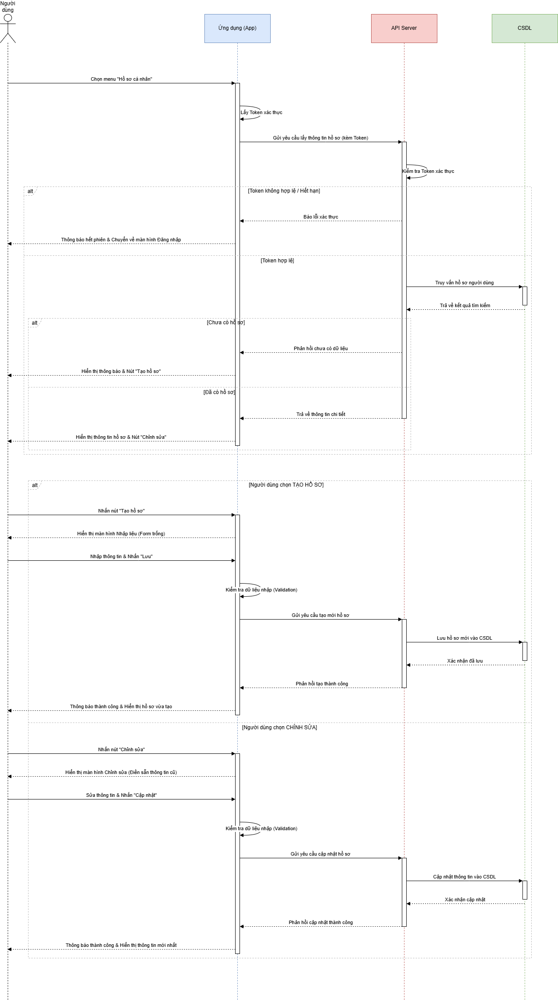 Người
dùng
Ứng dụng (App)
API Server
CSDL
Chọn menu "Hồ sơ cá nhân"
Lấy Token xác thực
Gửi yêu cầu lấy thông tin hồ sơ (kèm Token)
Kiểm tra Token xác thực
alt
[Token không hợp lệ / Hết hạn]
Báo lỗi xác thực
Thông báo hết phiên & Chuyển về màn hình Đăng nhập
[Token hợp lệ]
Truy vấn hồ sơ người dùng
Trả về kết quả tìm kiếm
alt
[Chưa có hồ sơ]
Phản hồi chưa có dữ liệu
Hiển thị thông báo & Nút "Tạo hồ sơ"
[Đã có hồ sơ]
Trả về thông tin chi tiết
Hiển thị thông tin hồ sơ & Nút "Chỉnh sửa"
alt
[Người dùng chọn TẠO HỒ SƠ]
Nhấn nút "Tạo hồ sơ"
Hiển thị màn hình Nhập liệu (Form trống)
Nhập thông tin & Nhấn "Lưu"
Kiểm tra dữ liệu nhập (Validation)
Gửi yêu cầu tạo mới hồ sơ
Lưu hồ sơ mới vào CSDL
Xác nhận đã lưu
Phản hồi tạo thành công
Thông báo thành công & Hiển thị hồ sơ vừa tạo
[Người dùng chọn CHỈNH SỬA]
Nhấn nút "Chỉnh sửa"
Hiển thị màn hình Chỉnh sửa (Điền sẵn thông tin cũ)
Sửa thông tin & Nhấn "Cập nhật"
Kiểm tra dữ liệu nhập (Validation)
Gửi yêu cầu cập nhật hồ sơ
Cập nhật thông tin vào CSDL
Xác nhận cập nhật
Phản hồi cập nhật thành công
Thông báo thành công & Hiển thị thông tin mới nhất